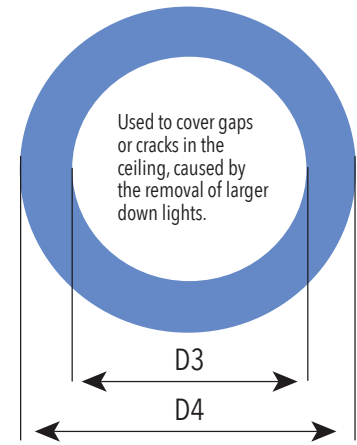 Used to cover gaps
or cracks in the
ceiling, caused by
the removal of larger
down lights.
D3
D4